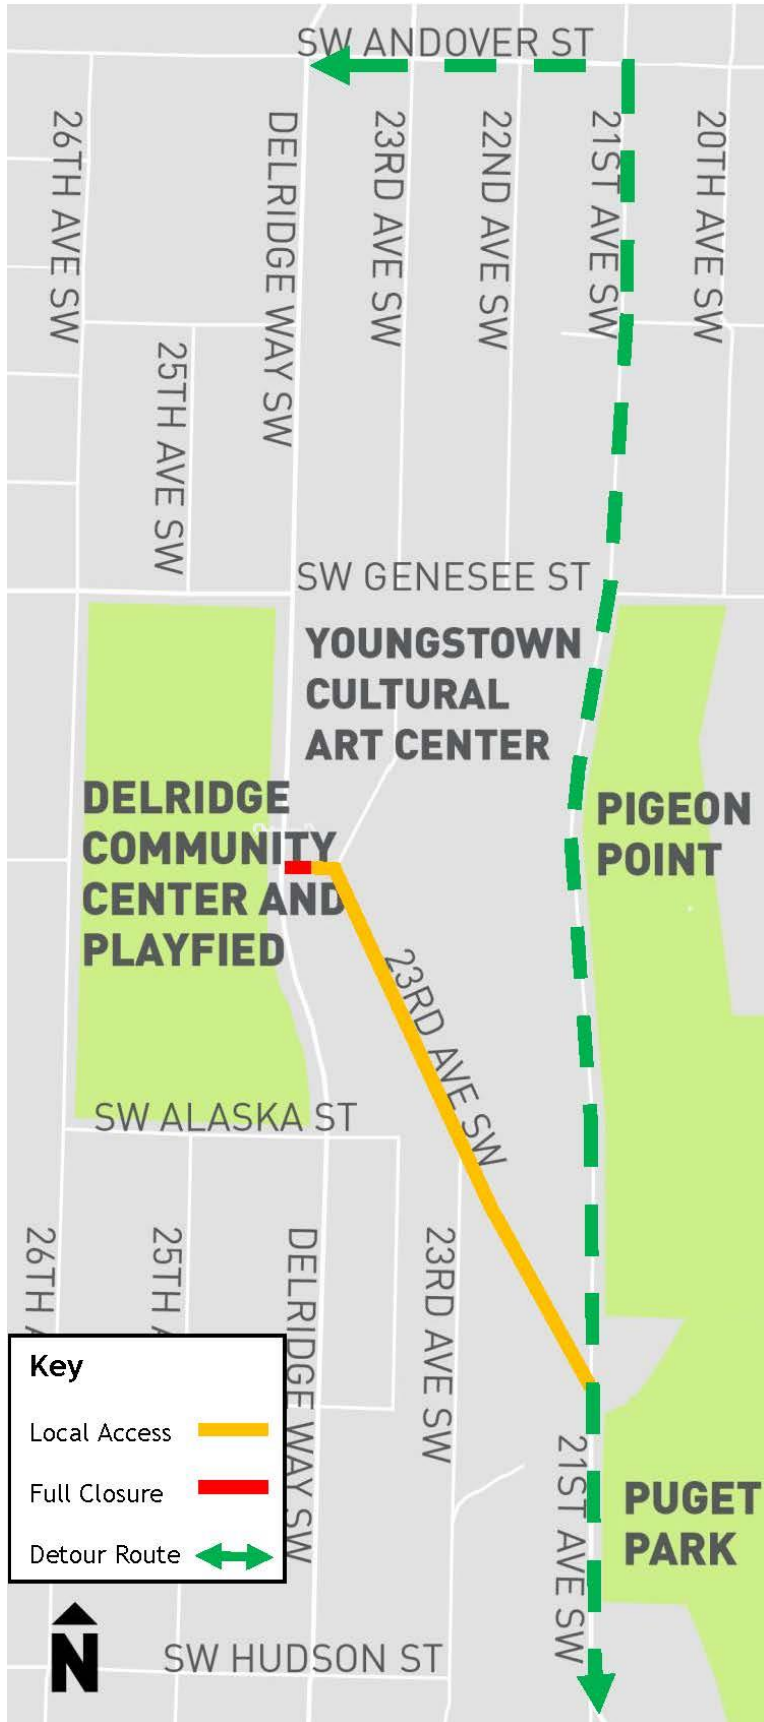 SW ANDOVER ST
26TH AVE SW
DELRIDGE WAY SW
23RD AVE SW
22ND AVE SW
21ST AVE SW
20TH AVE SW
25TH AVE SW
SW GENESEE ST
YOUNGSTOWN
CULTURAL
ART CENTER
DELRIDGE
COMMUNITY
CENTER AND
PLAYFIED
PIGEON
POINT
23RD AVE SW
SW ALASKA ST
26TH A
25TH A
DELRIDGE WAY SW
23RD AVE SW
21ST AVE SW
Key
Local Access
Full Closure
Detour Route
PUGET
PARK
N
SW HUDSON ST